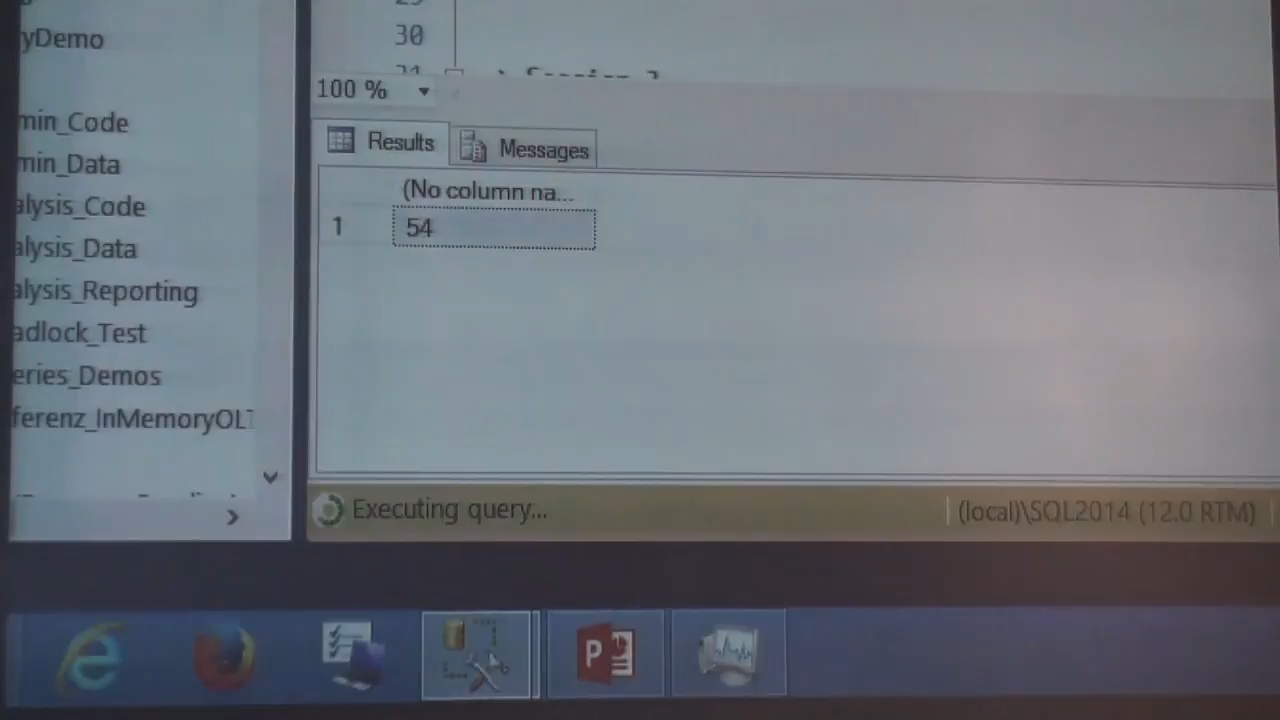 yDemo
min_Code
min_Data
alysis_Code
alysis_Data
alysis_Reporting
adlock_Test
eries_Demos
ferenz_InMemoryOLT
30
31
100 %
Results
Messages
(No column na...
1
54
Executing query...
(local)\SQL2014 (12.0 RTM)
P